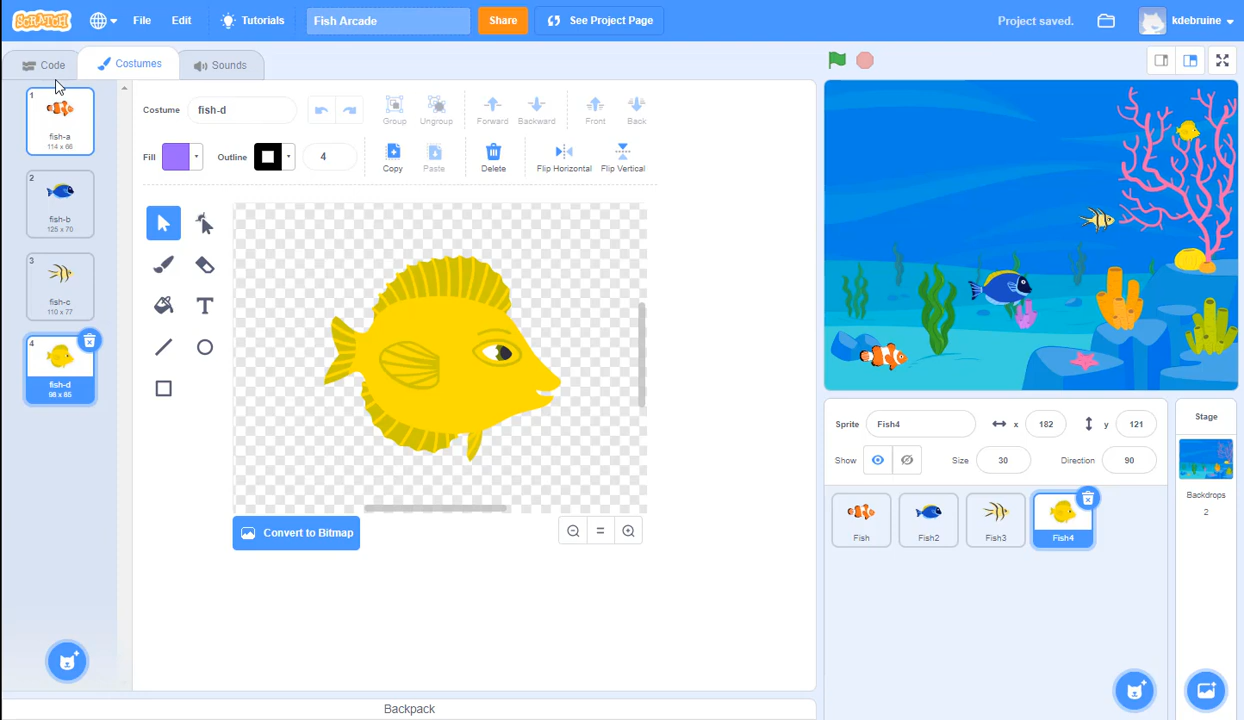 SCRATCH File Edit Tutorials Fish Arcade Share See Project Page Project saved. kdebruine
Code Costumes Sounds
1
fish-a
114 x 66
2
fish-b
125 x 70
3
fish-c
110 x 77
4
fish-d
98 x 85
Costume fish-d Group Ungroup Forward Backward Front Back
Fill Outline 4 Copy Paste Delete Flip Horizontal Flip Vertical
T
Convert to Bitmap
Backpack
Sprite Fish4 x 182 y 121
Show Size 30 Direction 90
Fish Fish2 Fish3 Fish4
Stage
Backdrops
2